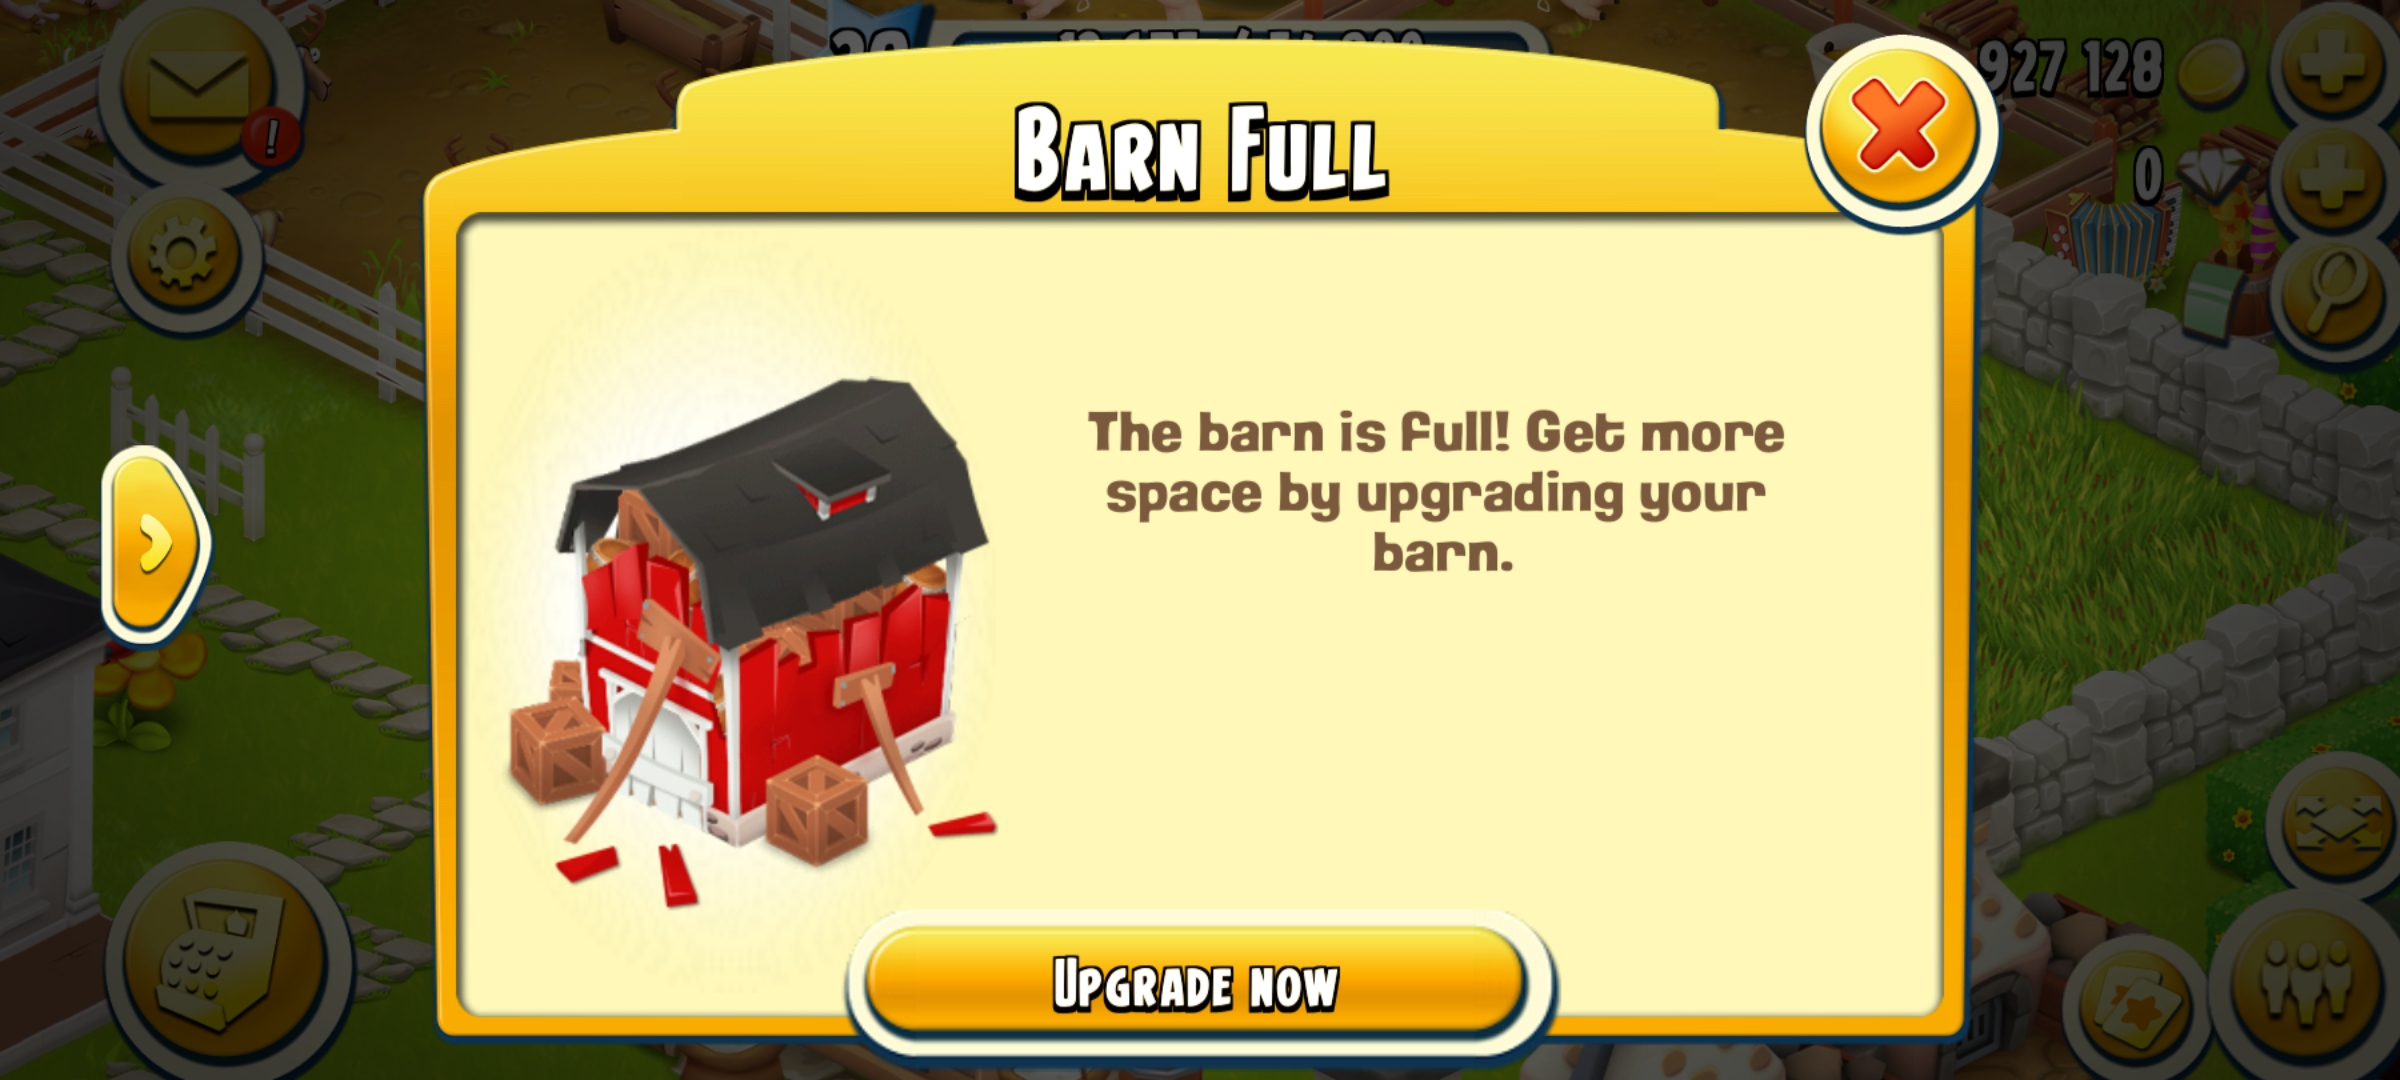 927 128
0
!
BARN FULL
The barn is full! Get more
space by upgrading your
barn.
UPGRADE NOW